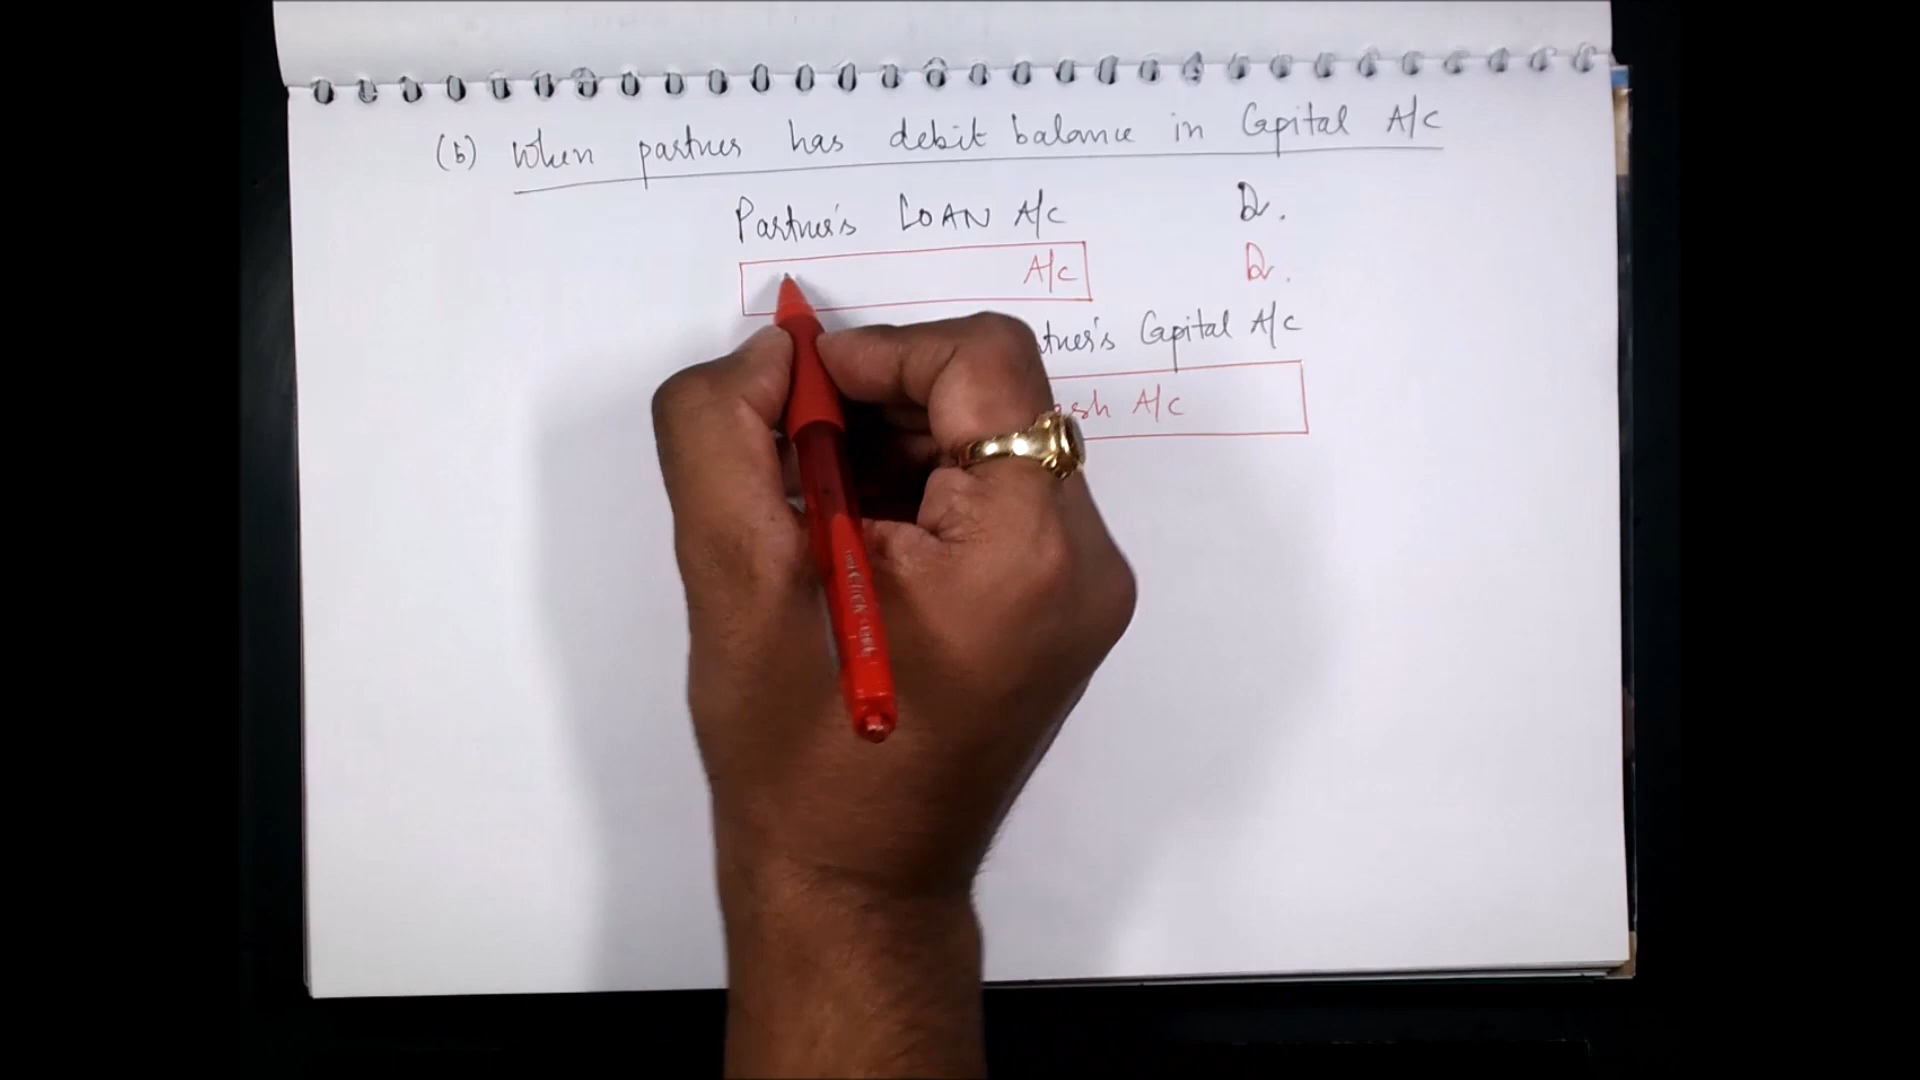 (b) When partner has debit balance in Capital A/c
Partner's LOAN A/c Dr.
A/c Dr.
Capital A/c
A/c